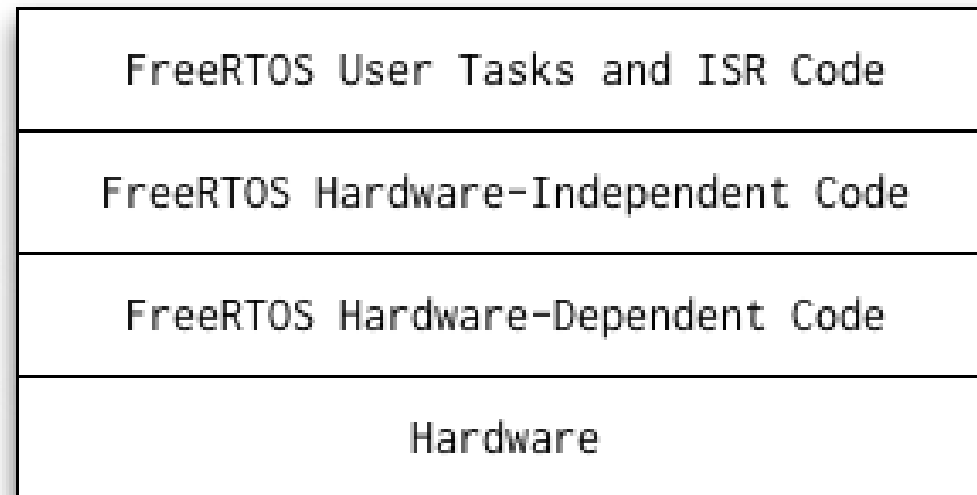 FreeRTOS User Tasks and ISR Code
FreeRTOS Hardware-Independent Code
FreeRTOS Hardware-Dependent Code
Hardware